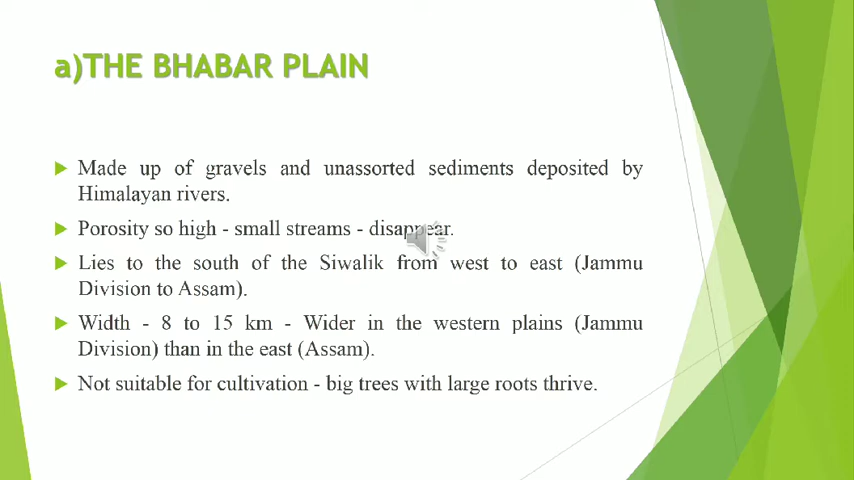 a)THE BHABAR PLAIN
Made up of gravels and unassorted sediments deposited by
Himalayan rivers.
Porosity so high - small streams - disappear.
Lies to the south of the Siwalik from west to east (Jammu
Division to Assam).
Width - 8 to 15 km - Wider in the western plains (Jammu
Division) than in the east (Assam).
Not suitable for cultivation - big trees with large roots thrive.